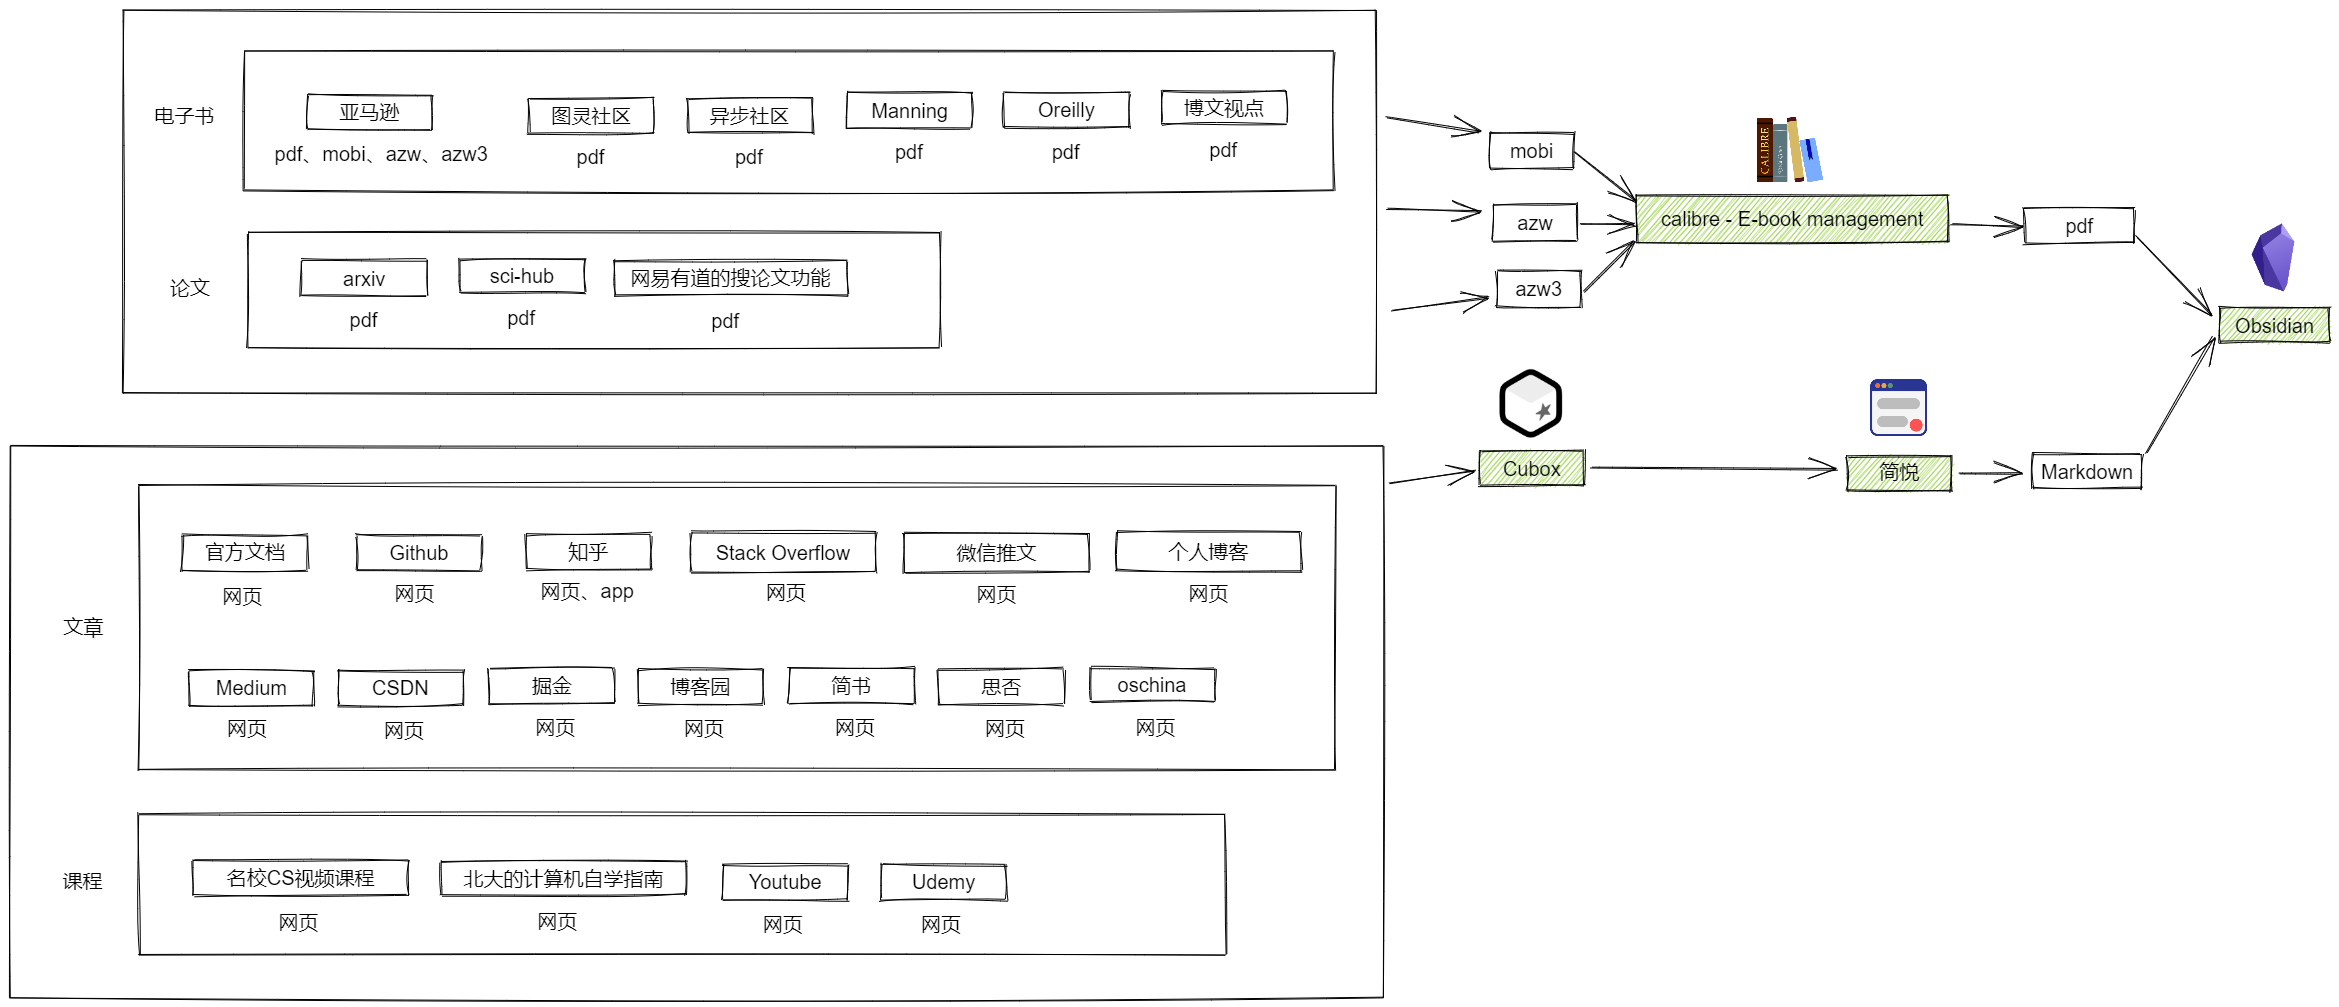 电子书
亚马逊
pdf、mobi、azw、azw3
图灵社区
pdf
异步社区
pdf
Manning
pdf
Oreilly
pdf
博文视点
pdf
论文
arxiv
pdf
sci-hub
pdf
网易有道的搜论文功能
pdf
mobi
azw
azw3
CALIBRE
calibre - E-book management
pdf
Obsidian
Cubox
简悦
Markdown
文章
官方文档
网页
Github
网页
知乎
网页、app
Stack Overflow
网页
微信推文
网页
个人博客
网页
Medium
网页
CSDN
网页
掘金
网页
博客园
网页
简书
网页
思否
网页
oschina
网页
课程
名校CS视频课程
网页
北大的计算机自学指南
网页
Youtube
网页
Udemy
网页